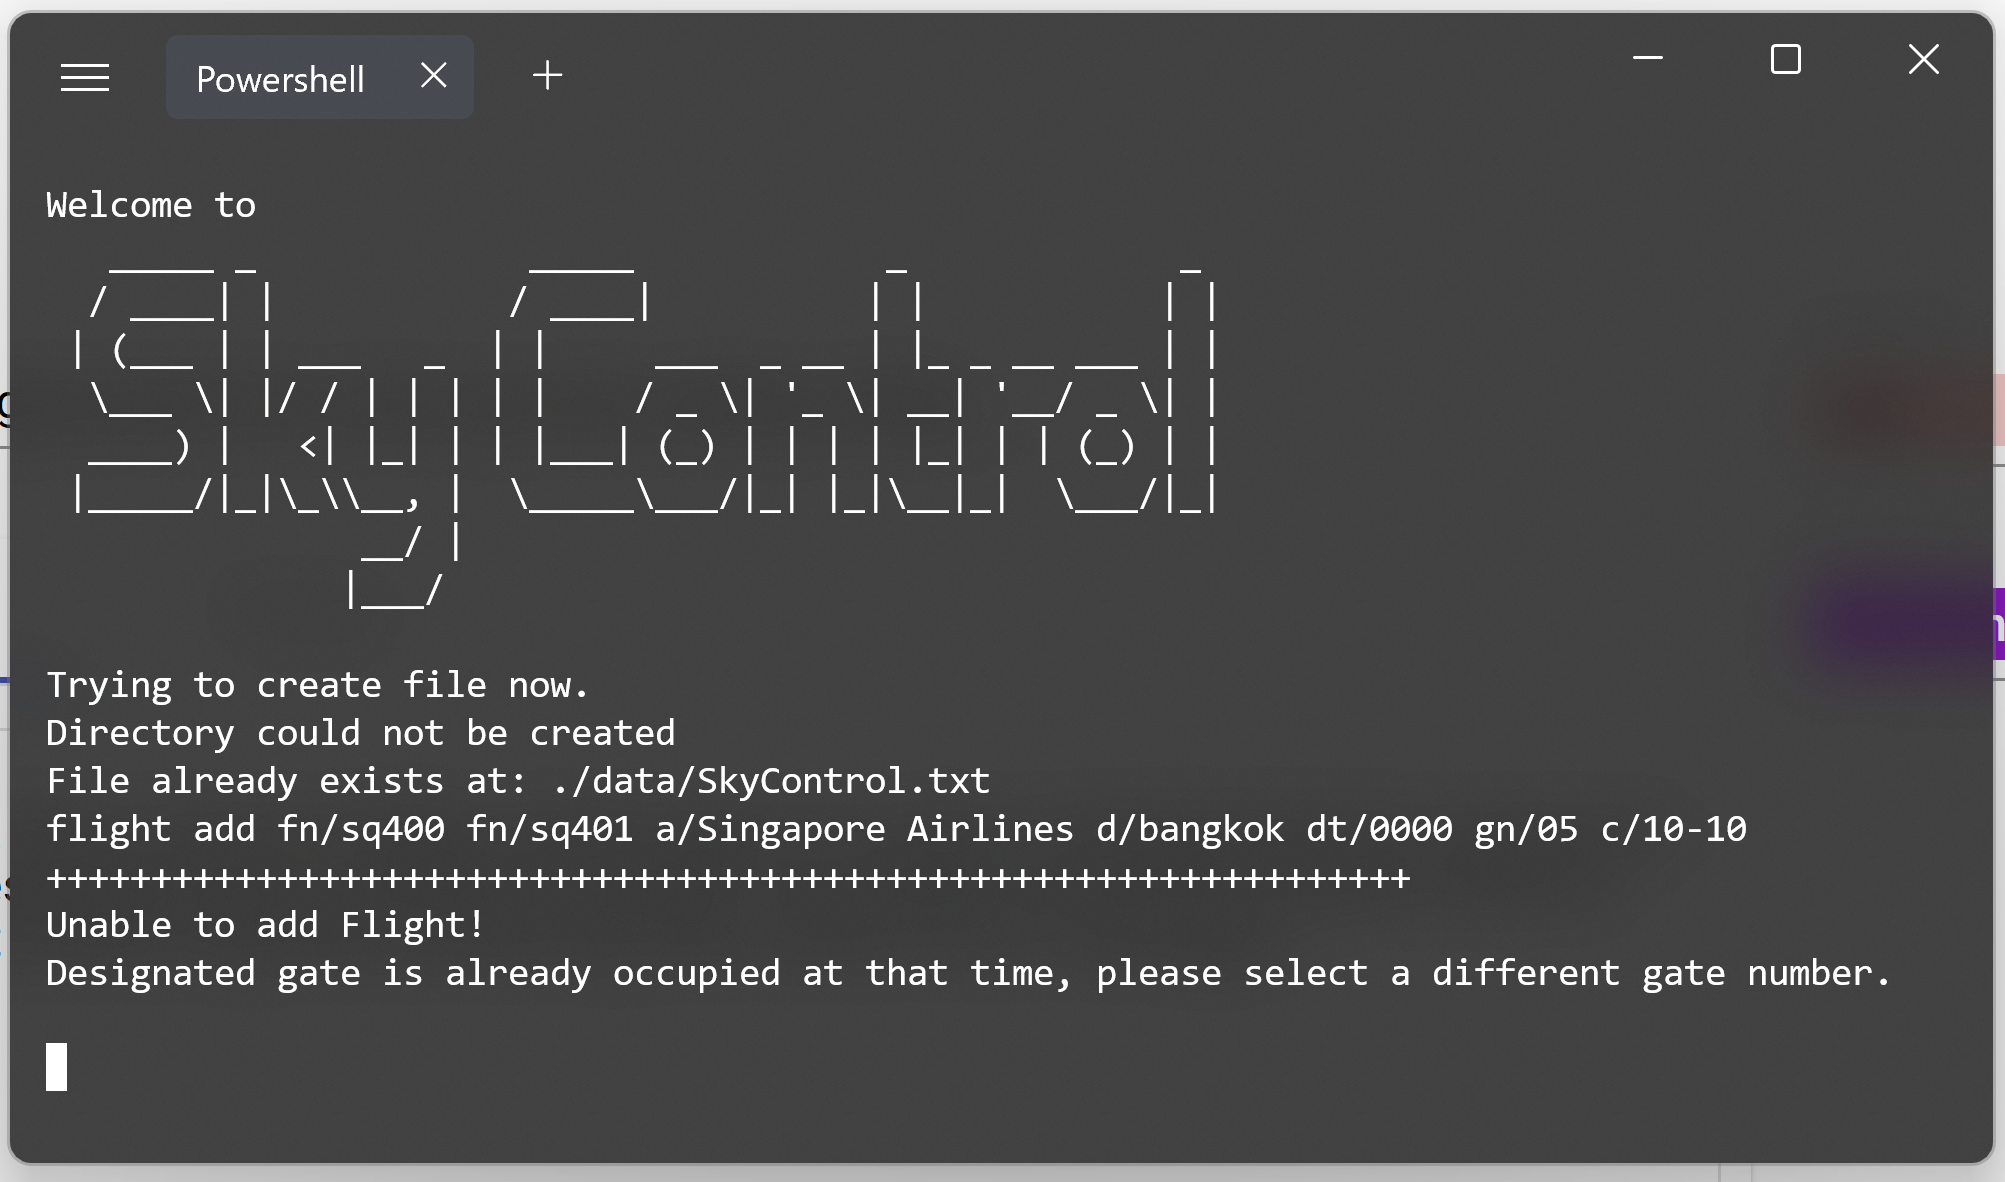 Powershell
Welcome to
   ______ _             ______            _             _
  / ____| |           / ____|          | |           | |
 | (___ | | ___   _  | |     ___  _ __ | |_ _ __ ___ | |
  \___ \| |/ / | | | | |    / _ \| '_ \| __| '__/ _ \| |
  ____) |   <| |_| | | |___| (_) | | | | |_| | | (_) | |
 |_____/|_|\_\\__, |  \_____\___/|_| |_|\__|_|  \___/|_|
               __/ |
              |___/
Trying to create file now.
Directory could not be created
File already exists at: ./data/SkyControl.txt
flight add fn/sq400 fn/sq401 a/Singapore Airlines d/bangkok dt/0000 gn/05 c/10-10
+++++++++++++++++++++++++++++++++++++++++++++++++++++++++++++++++
Unable to add Flight!
Designated gate is already occupied at that time, please select a different gate number.